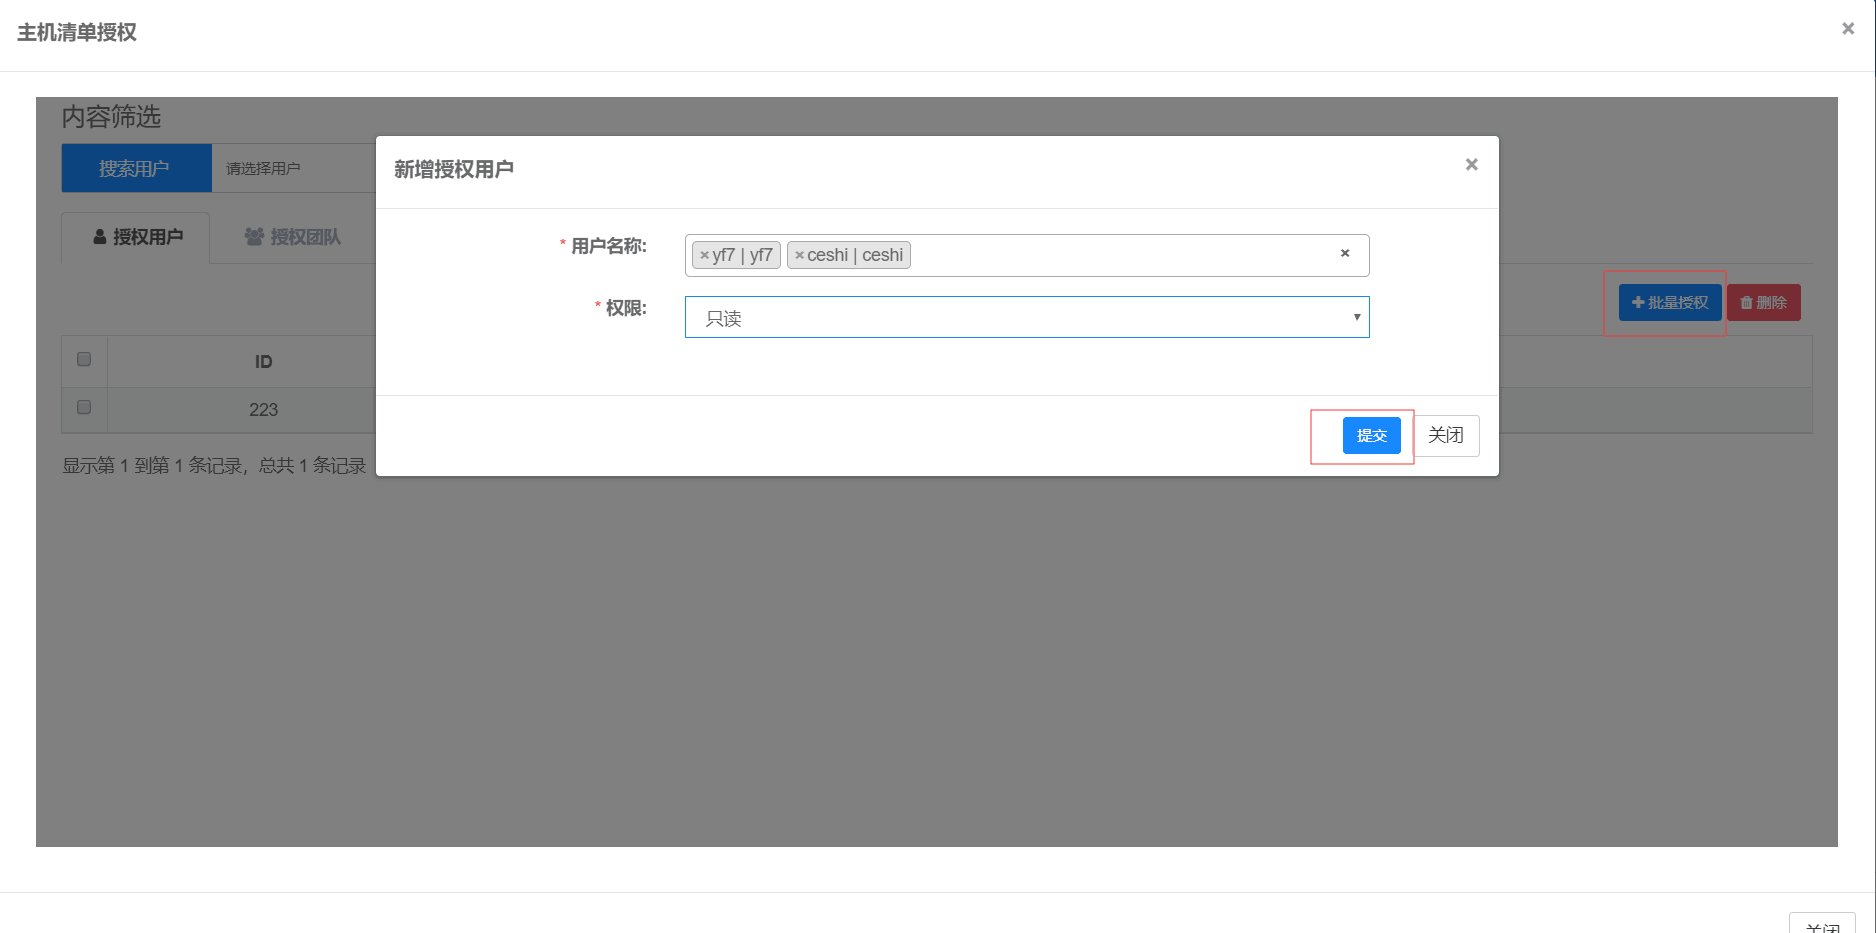 主机清单授权
×
内容筛选
搜索用户 请选择用户
授权用户 授权团队
新增授权用户
×
* 用户名称: ×yf7 | yf7 ×ceshi | ceshi ×
* 权限: 只读
提交 关闭
批量授权 删除
ID
223
显示第 1 到第 1 条记录，总共 1 条记录
关闭